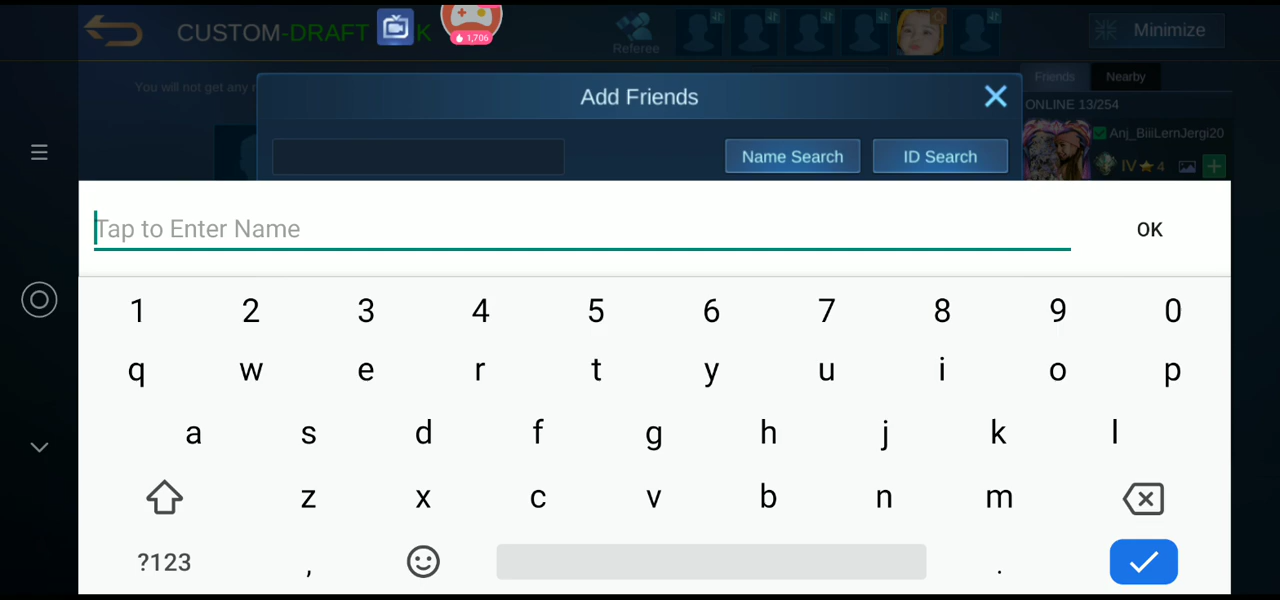 CUSTOM-DRAFT K
1,706
Referee
Minimize
You will not get any
Add Friends
Friends
Nearby
ONLINE 13/254
Name Search
ID Search
Anj_BiiiLernJergi20
IV 4
Tap to Enter Name
OK
1 2 3 4 5 6 7 8 9 0
q w e r t y u i o p
a s d f g h j k l
z x c v b n m
?123 , .